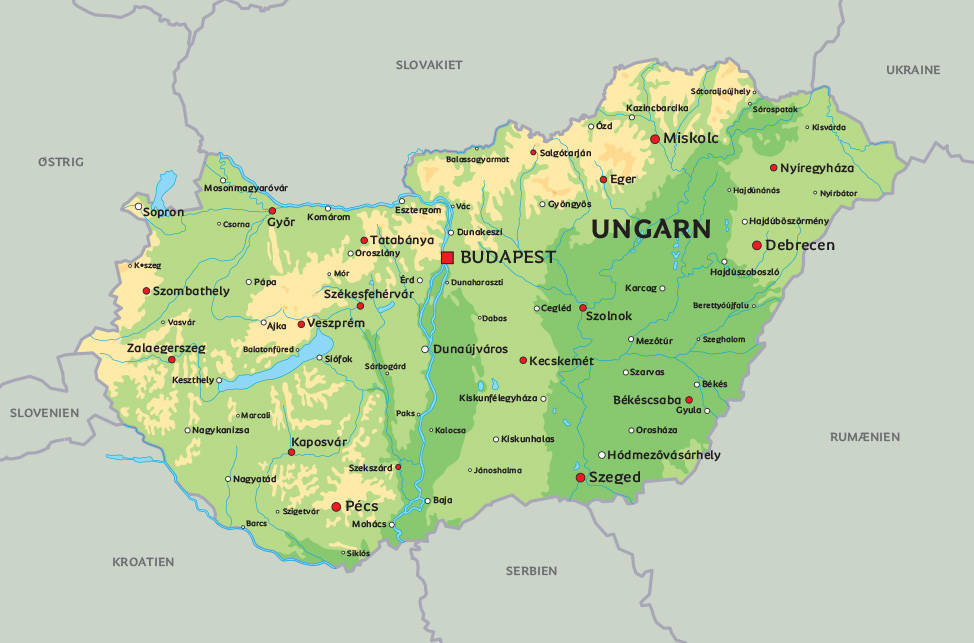 SLOVAKIET
UKRAINE
Sátoraljaújhely
Sárospatak
Kazincbarcika
Kisvárda
Ózd
Miskolc
Salgótarján
Balassagyarmat
ØSTRIG
Nyíregyháza
Eger
Mosonmagyaróvár
Hajdúnánás
Nyírbátor
Gyöngyös
Vác
Esztergom
Sopron
Komárom
Győr
Csorna
Hajdúböszörmény
UNGARN
Dunakeszi
Tatabánya
Debrecen
Oroszlány
BUDAPEST
K•szeg
Hajdúszoboszló
Mór
Érd
Pápa
Dunaharaszti
Szombathely
Karcag
Székesfehérvár
Berettyóújfalu
Cegléd
Szolnok
Dabas
Vasvár
Ajka
Veszprém
Zalaegerszeg
Balatonfüred
Dunaújváros
Mezőtúr
Szeghalom
Siófok
Kecskemét
Sárbogárd
Szarvas
Keszthely
Békés
Kiskunfélegyháza
Békéscsaba
Gyula
SLOVENIEN
Marcali
Paks
Nagykanizsa
Kalocsa
Orosháza
RUMÆNIEN
Kiskunhalas
Kaposvár
Hódmezővásárhely
Szekszárd
Jánoshalma
Nagyatád
Szeged
Baja
Pécs
Szigetvár
Barcs
Mohács
Siklós
KROATIEN
SERBIEN